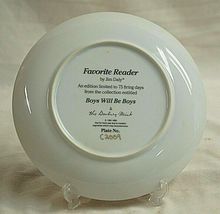 Favorite Reader
by Jim Daly®
An edition limited to 75 firing days
from the collection entitled
Boys Will Be Boys
&
the Danbury Mint
Plate No.
C2009